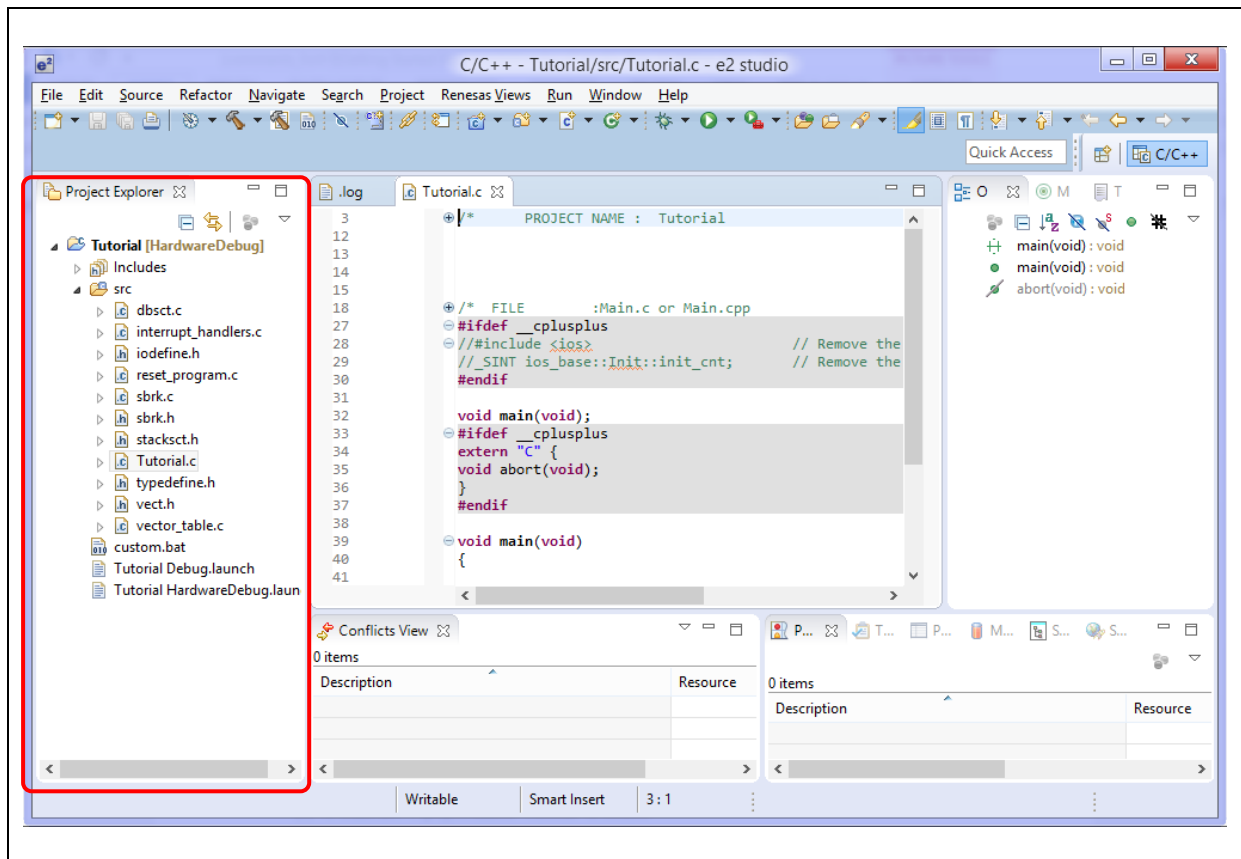 e²
C/C++ - Tutorial/src/Tutorial.c - e2 studio
File Edit Source Refactor Navigate Search Project Renesas Views Run Window Help
Quick Access
C/C++
Project Explorer
Tutorial [HardwareDebug]
Includes
src
dbsct.c
interrupt_handlers.c
iodefine.h
reset_program.c
sbrk.c
sbrk.h
stacksct.h
Tutorial.c
typedefine.h
vect.h
vector_table.c
custom.bat
Tutorial Debug.launch
Tutorial HardwareDebug.laun
.log Tutorial.c
3 /* PROJECT NAME : Tutorial
12
13
14
15
18 /* FILE :Main.c or Main.cpp
27 #ifdef __cplusplus
28 //#include <ios> // Remove the
29 //_SINT ios_base::Init::init_cnt; // Remove the
30 #endif
31
32 void main(void);
33 #ifdef __cplusplus
34 extern "C" {
35 void abort(void);
36 }
37 #endif
38
39 void main(void)
40 {
41
O M T
main(void) : void
main(void) : void
abort(void) : void
Conflicts View
0 items
Description Resource
P... T... P... M... S... S...
0 items
Description Resource
Writable Smart Insert 3 : 1